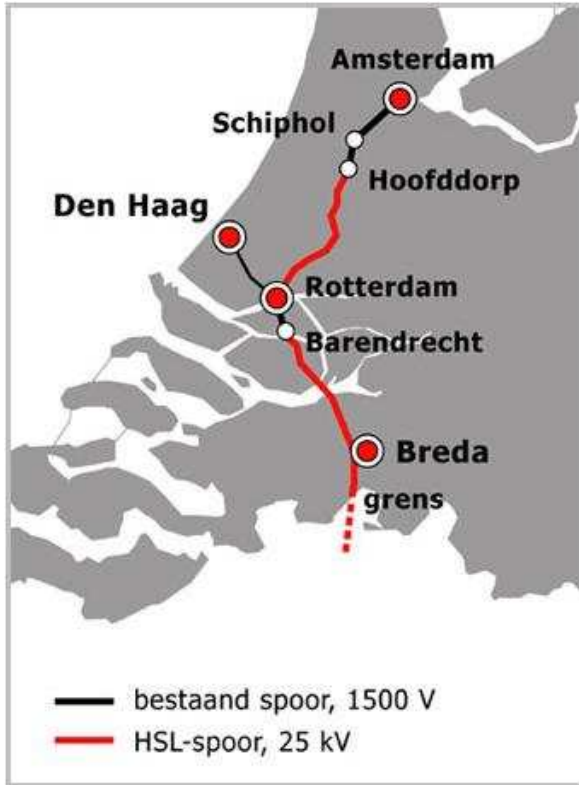 Amsterdam
Schiphol
Hoofddorp
Den Haag
Rotterdam
Barendrecht
Breda
grens
bestaand spoor, 1500 V
HSL-spoor, 25 kV